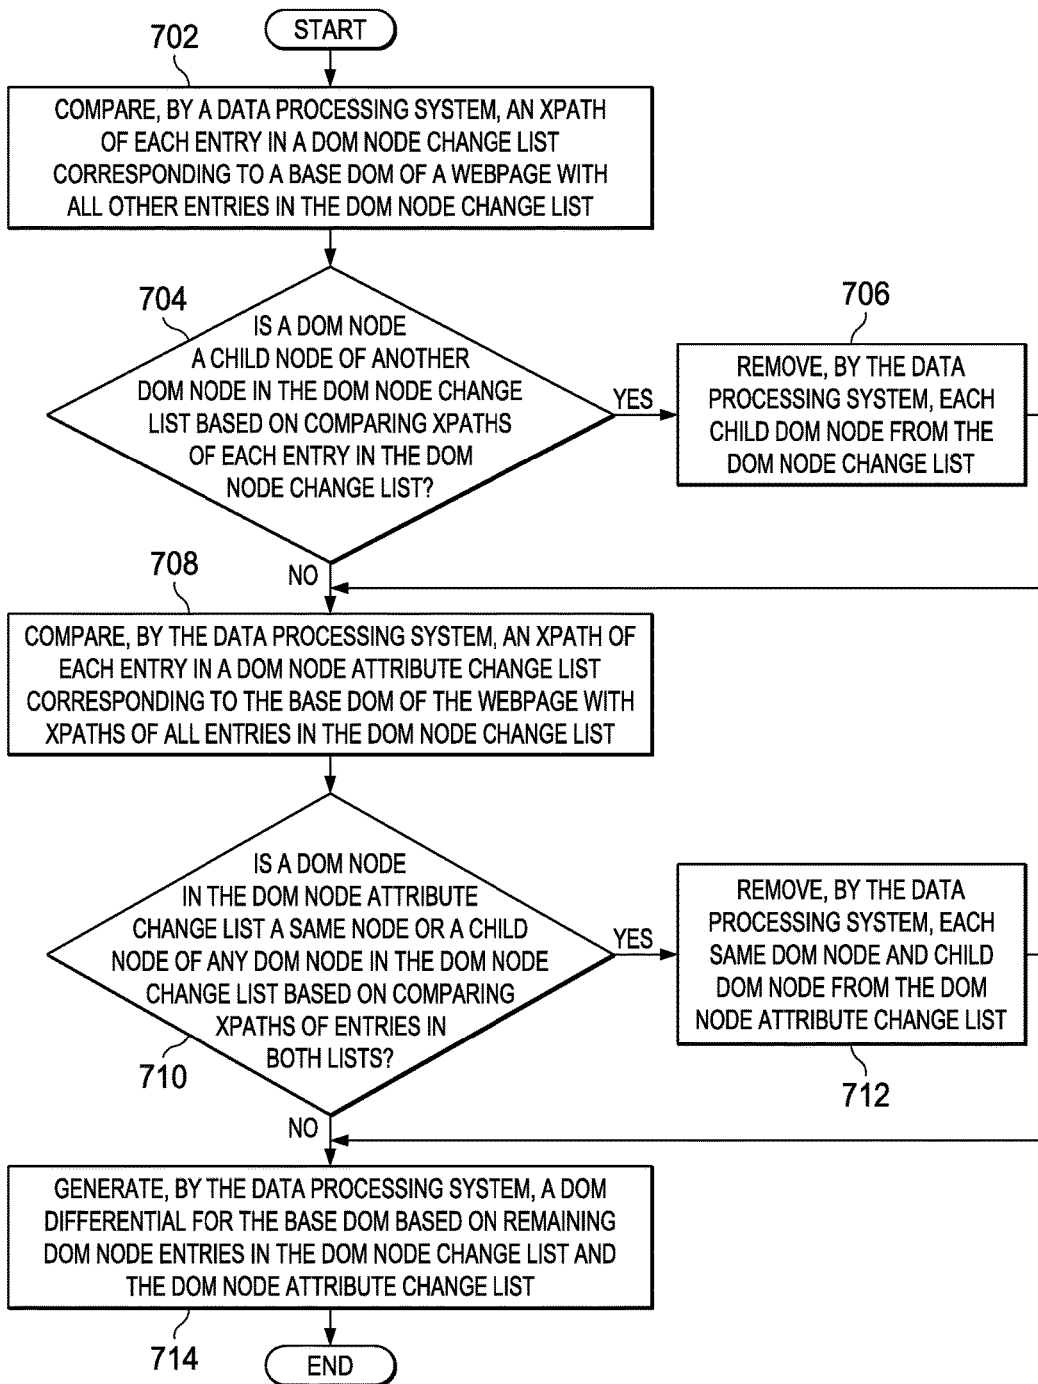 START
702
COMPARE, BY A DATA PROCESSING SYSTEM, AN XPATH
OF EACH ENTRY IN A DOM NODE CHANGE LIST
CORRESPONDING TO A BASE DOM OF A WEBPAGE WITH
ALL OTHER ENTRIES IN THE DOM NODE CHANGE LIST
704
IS A DOM NODE
A CHILD NODE OF ANOTHER
DOM NODE IN THE DOM NODE CHANGE
LIST BASED ON COMPARING XPATHS
OF EACH ENTRY IN THE DOM
NODE CHANGE LIST?
YES
706
REMOVE, BY THE DATA
PROCESSING SYSTEM, EACH
CHILD DOM NODE FROM THE
DOM NODE CHANGE LIST
NO
708
COMPARE, BY THE DATA PROCESSING SYSTEM, AN XPATH OF
EACH ENTRY IN A DOM NODE ATTRIBUTE CHANGE LIST
CORRESPONDING TO THE BASE DOM OF THE WEBPAGE WITH
XPATHS OF ALL ENTRIES IN THE DOM NODE CHANGE LIST
IS A DOM NODE
IN THE DOM NODE ATTRIBUTE
CHANGE LIST A SAME NODE OR A CHILD
NODE OF ANY DOM NODE IN THE DOM NODE
CHANGE LIST BASED ON COMPARING
XPATHS OF ENTRIES IN
BOTH LISTS?
710
YES
REMOVE, BY THE DATA
PROCESSING SYSTEM, EACH
SAME DOM NODE AND CHILD
DOM NODE FROM THE DOM
NODE ATTRIBUTE CHANGE LIST
712
NO
GENERATE, BY THE DATA PROCESSING SYSTEM, A DOM
DIFFERENTIAL FOR THE BASE DOM BASED ON REMAINING
DOM NODE ENTRIES IN THE DOM NODE CHANGE LIST AND
THE DOM NODE ATTRIBUTE CHANGE LIST
714
END